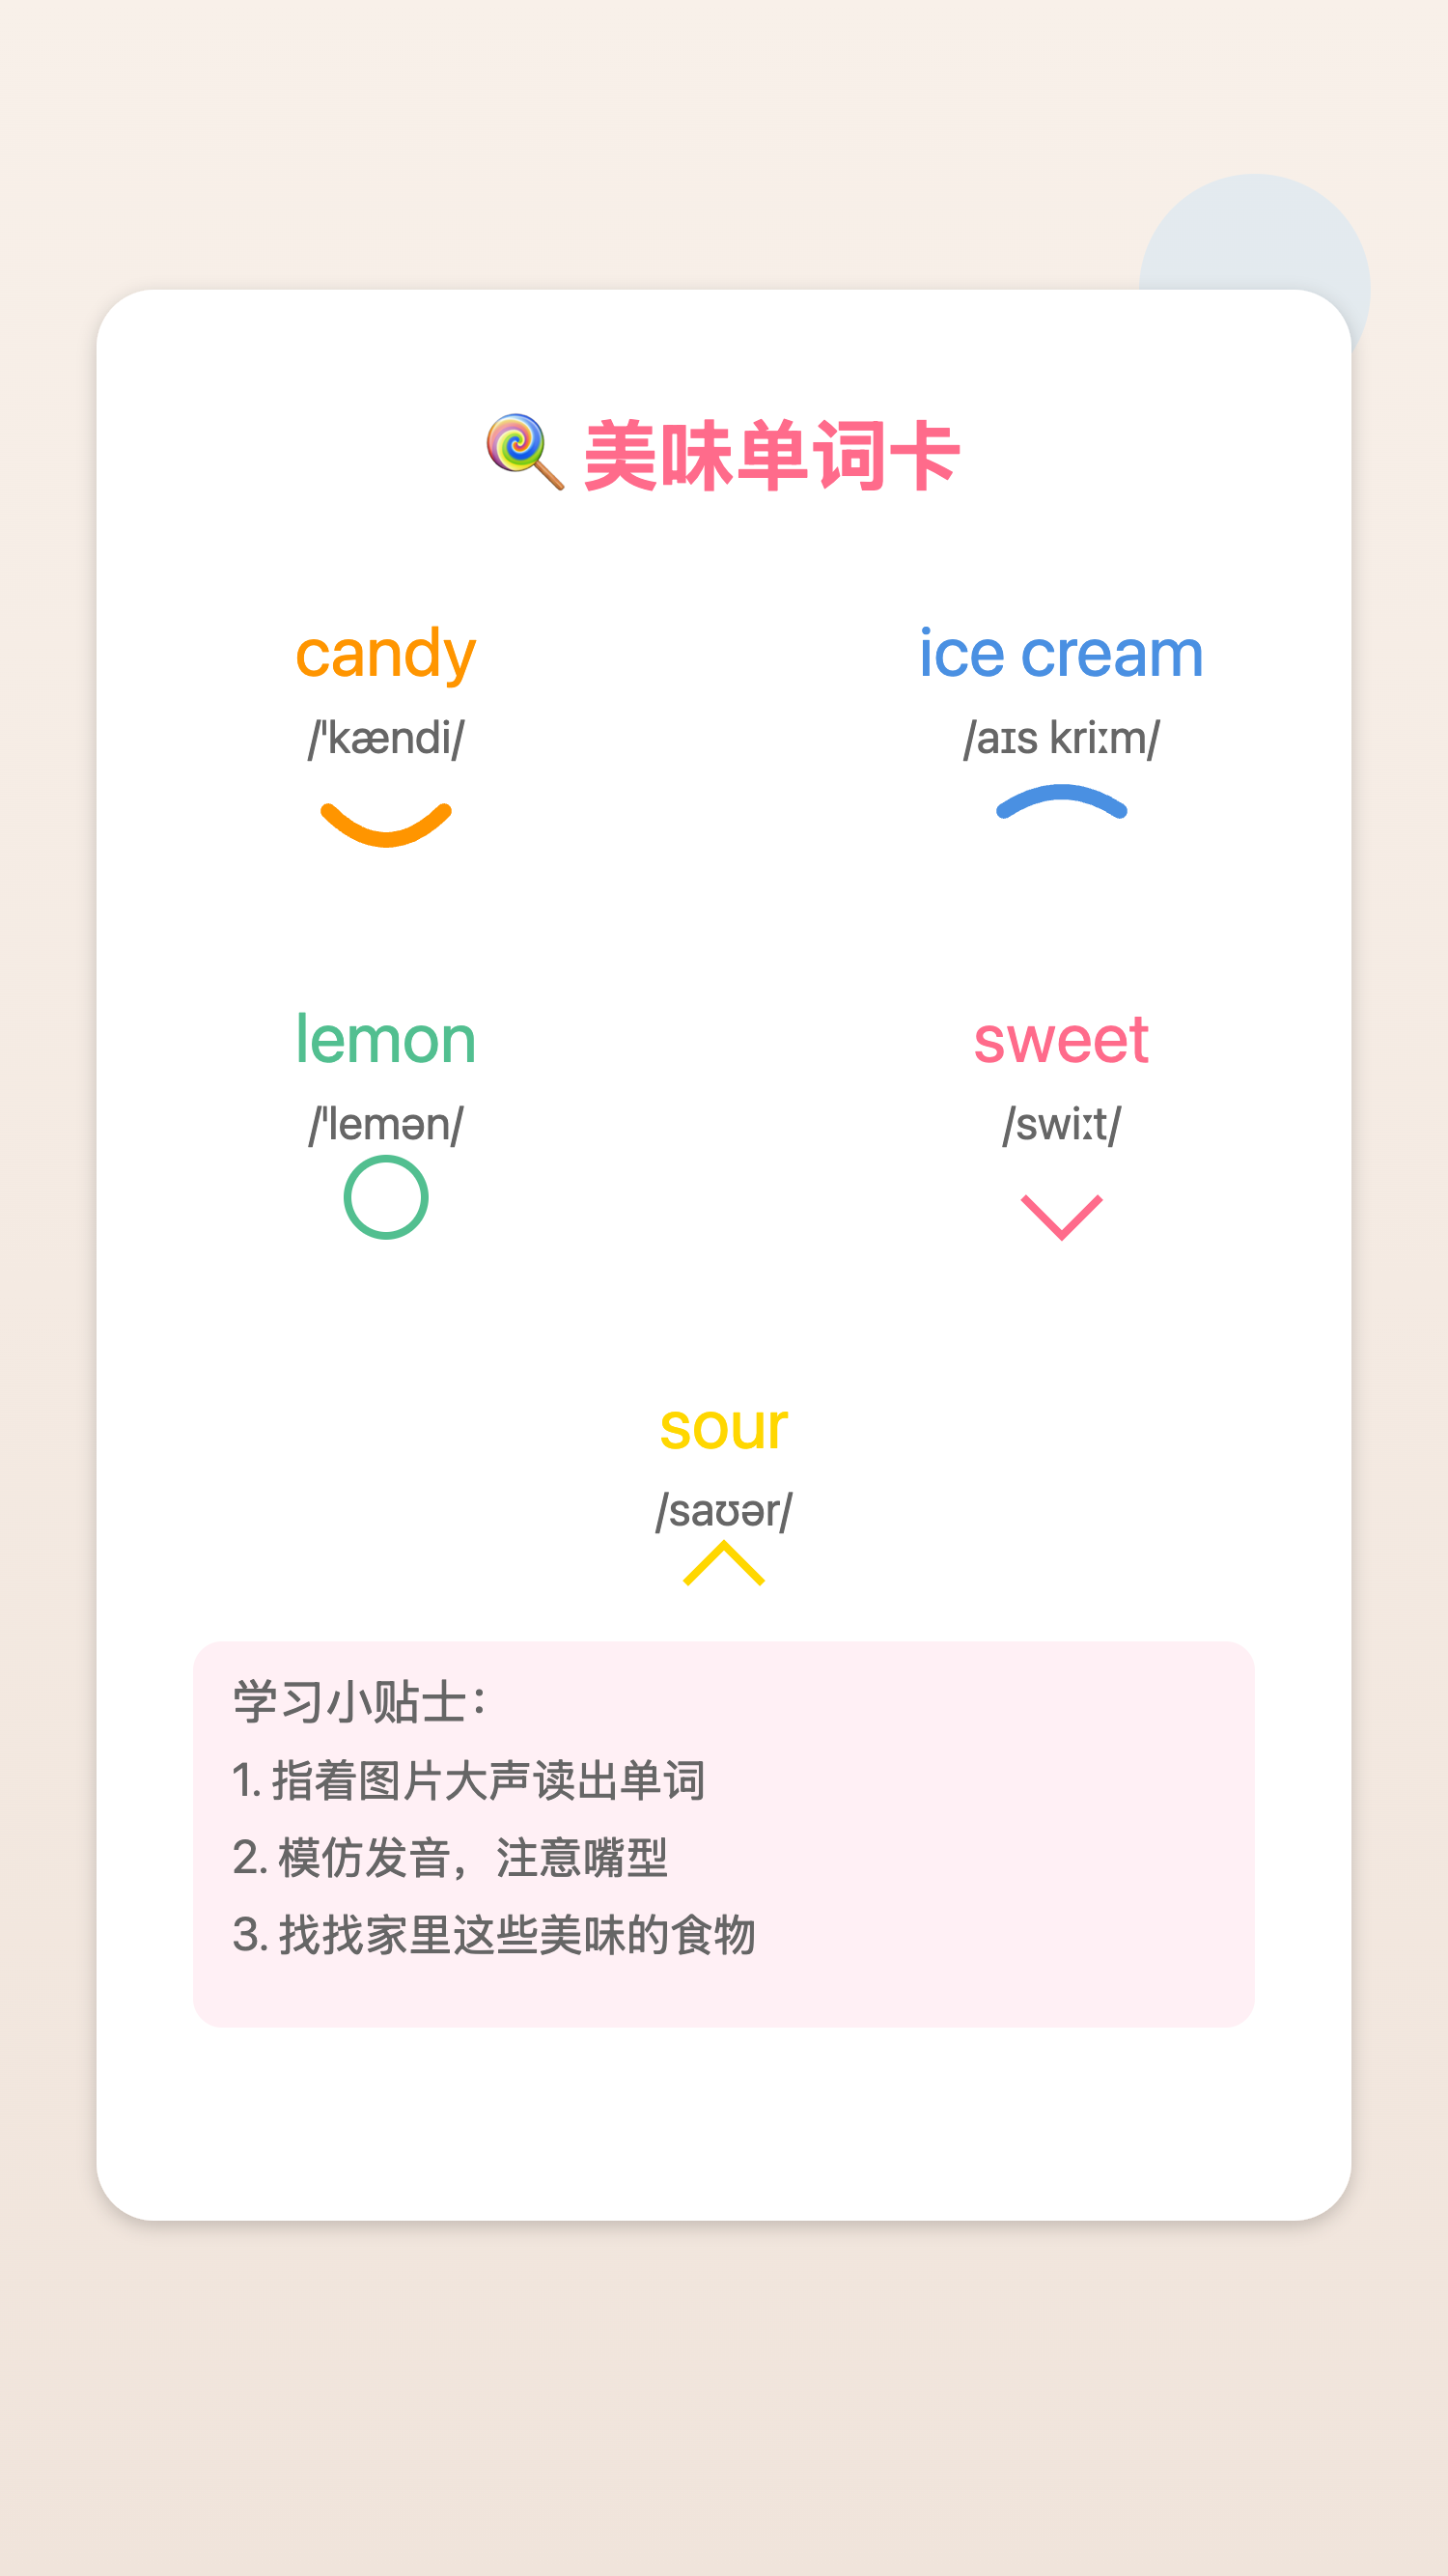 🍭 美味单词卡
candy
/ˈkændi/
ice cream
/aɪs kriːm/
lemon
/ˈlemən/
sweet
/swiːt/
sour
/saʊər/
学习小贴士：
1. 指着图片大声读出单词
2. 模仿发音，注意嘴型
3. 找找家里这些美味的食物